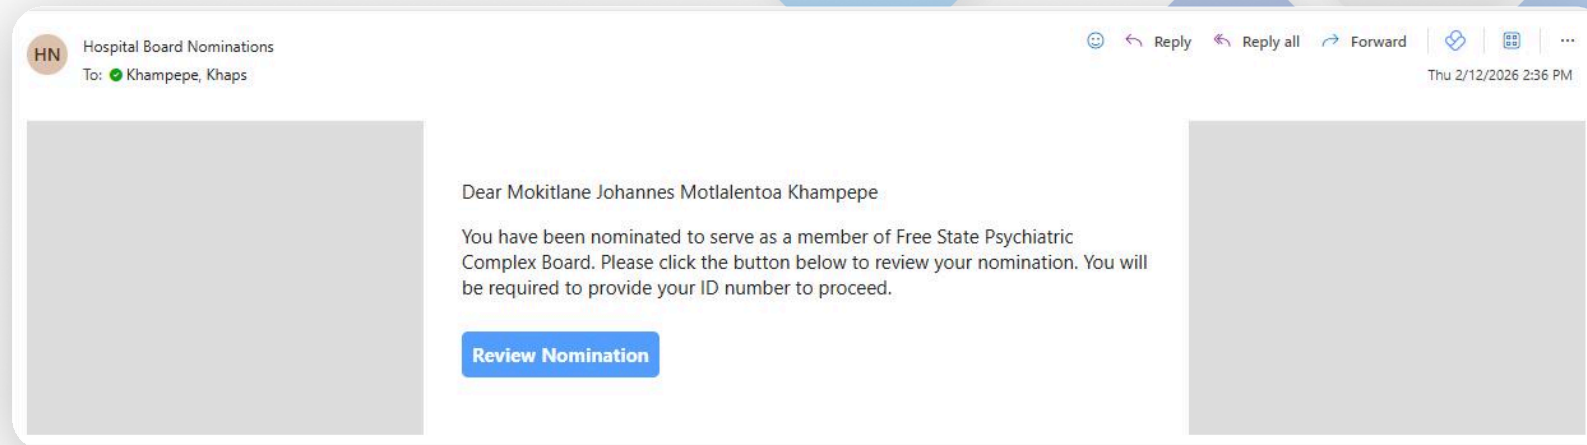 HN
Hospital Board Nominations
To: Khampepe, Khaps
Reply Reply all Forward
Thu 2/12/2026 2:36 PM
Dear Mokitlane Johannes Motlalentoa Khampepe
You have been nominated to serve as a member of Free State Psychiatric
Complex Board. Please click the button below to review your nomination. You will
be required to provide your ID number to proceed.
Review Nomination